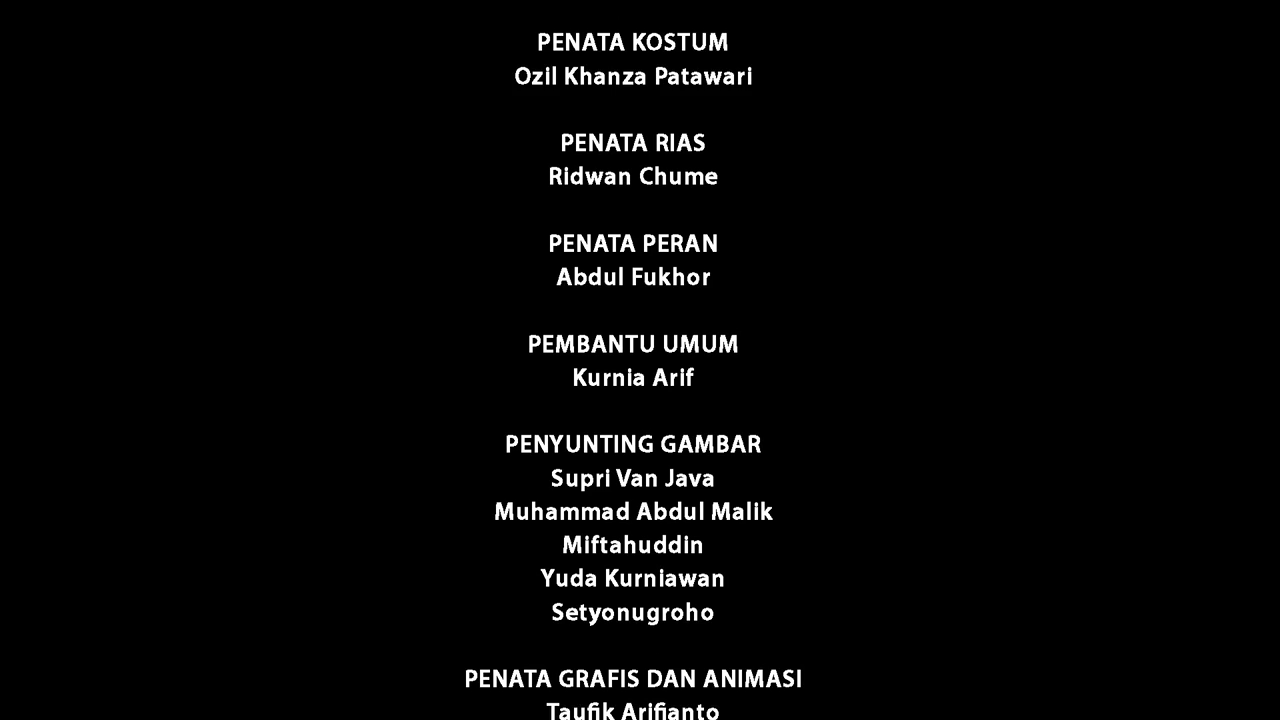 PENATA KOSTUM
Ozil Khanza Patawari
PENATA RIAS
Ridwan Chume
PENATA PERAN
Abdul Fukhor
PEMBANTU UMUM
Kurnia Arif
PENYUNTING GAMBAR
Supri Van Java
Muhammad Abdul Malik
Miftahuddin
Yuda Kurniawan
Setyonugroho
PENATA GRAFIS DAN ANIMASI
Taufik Arifianto